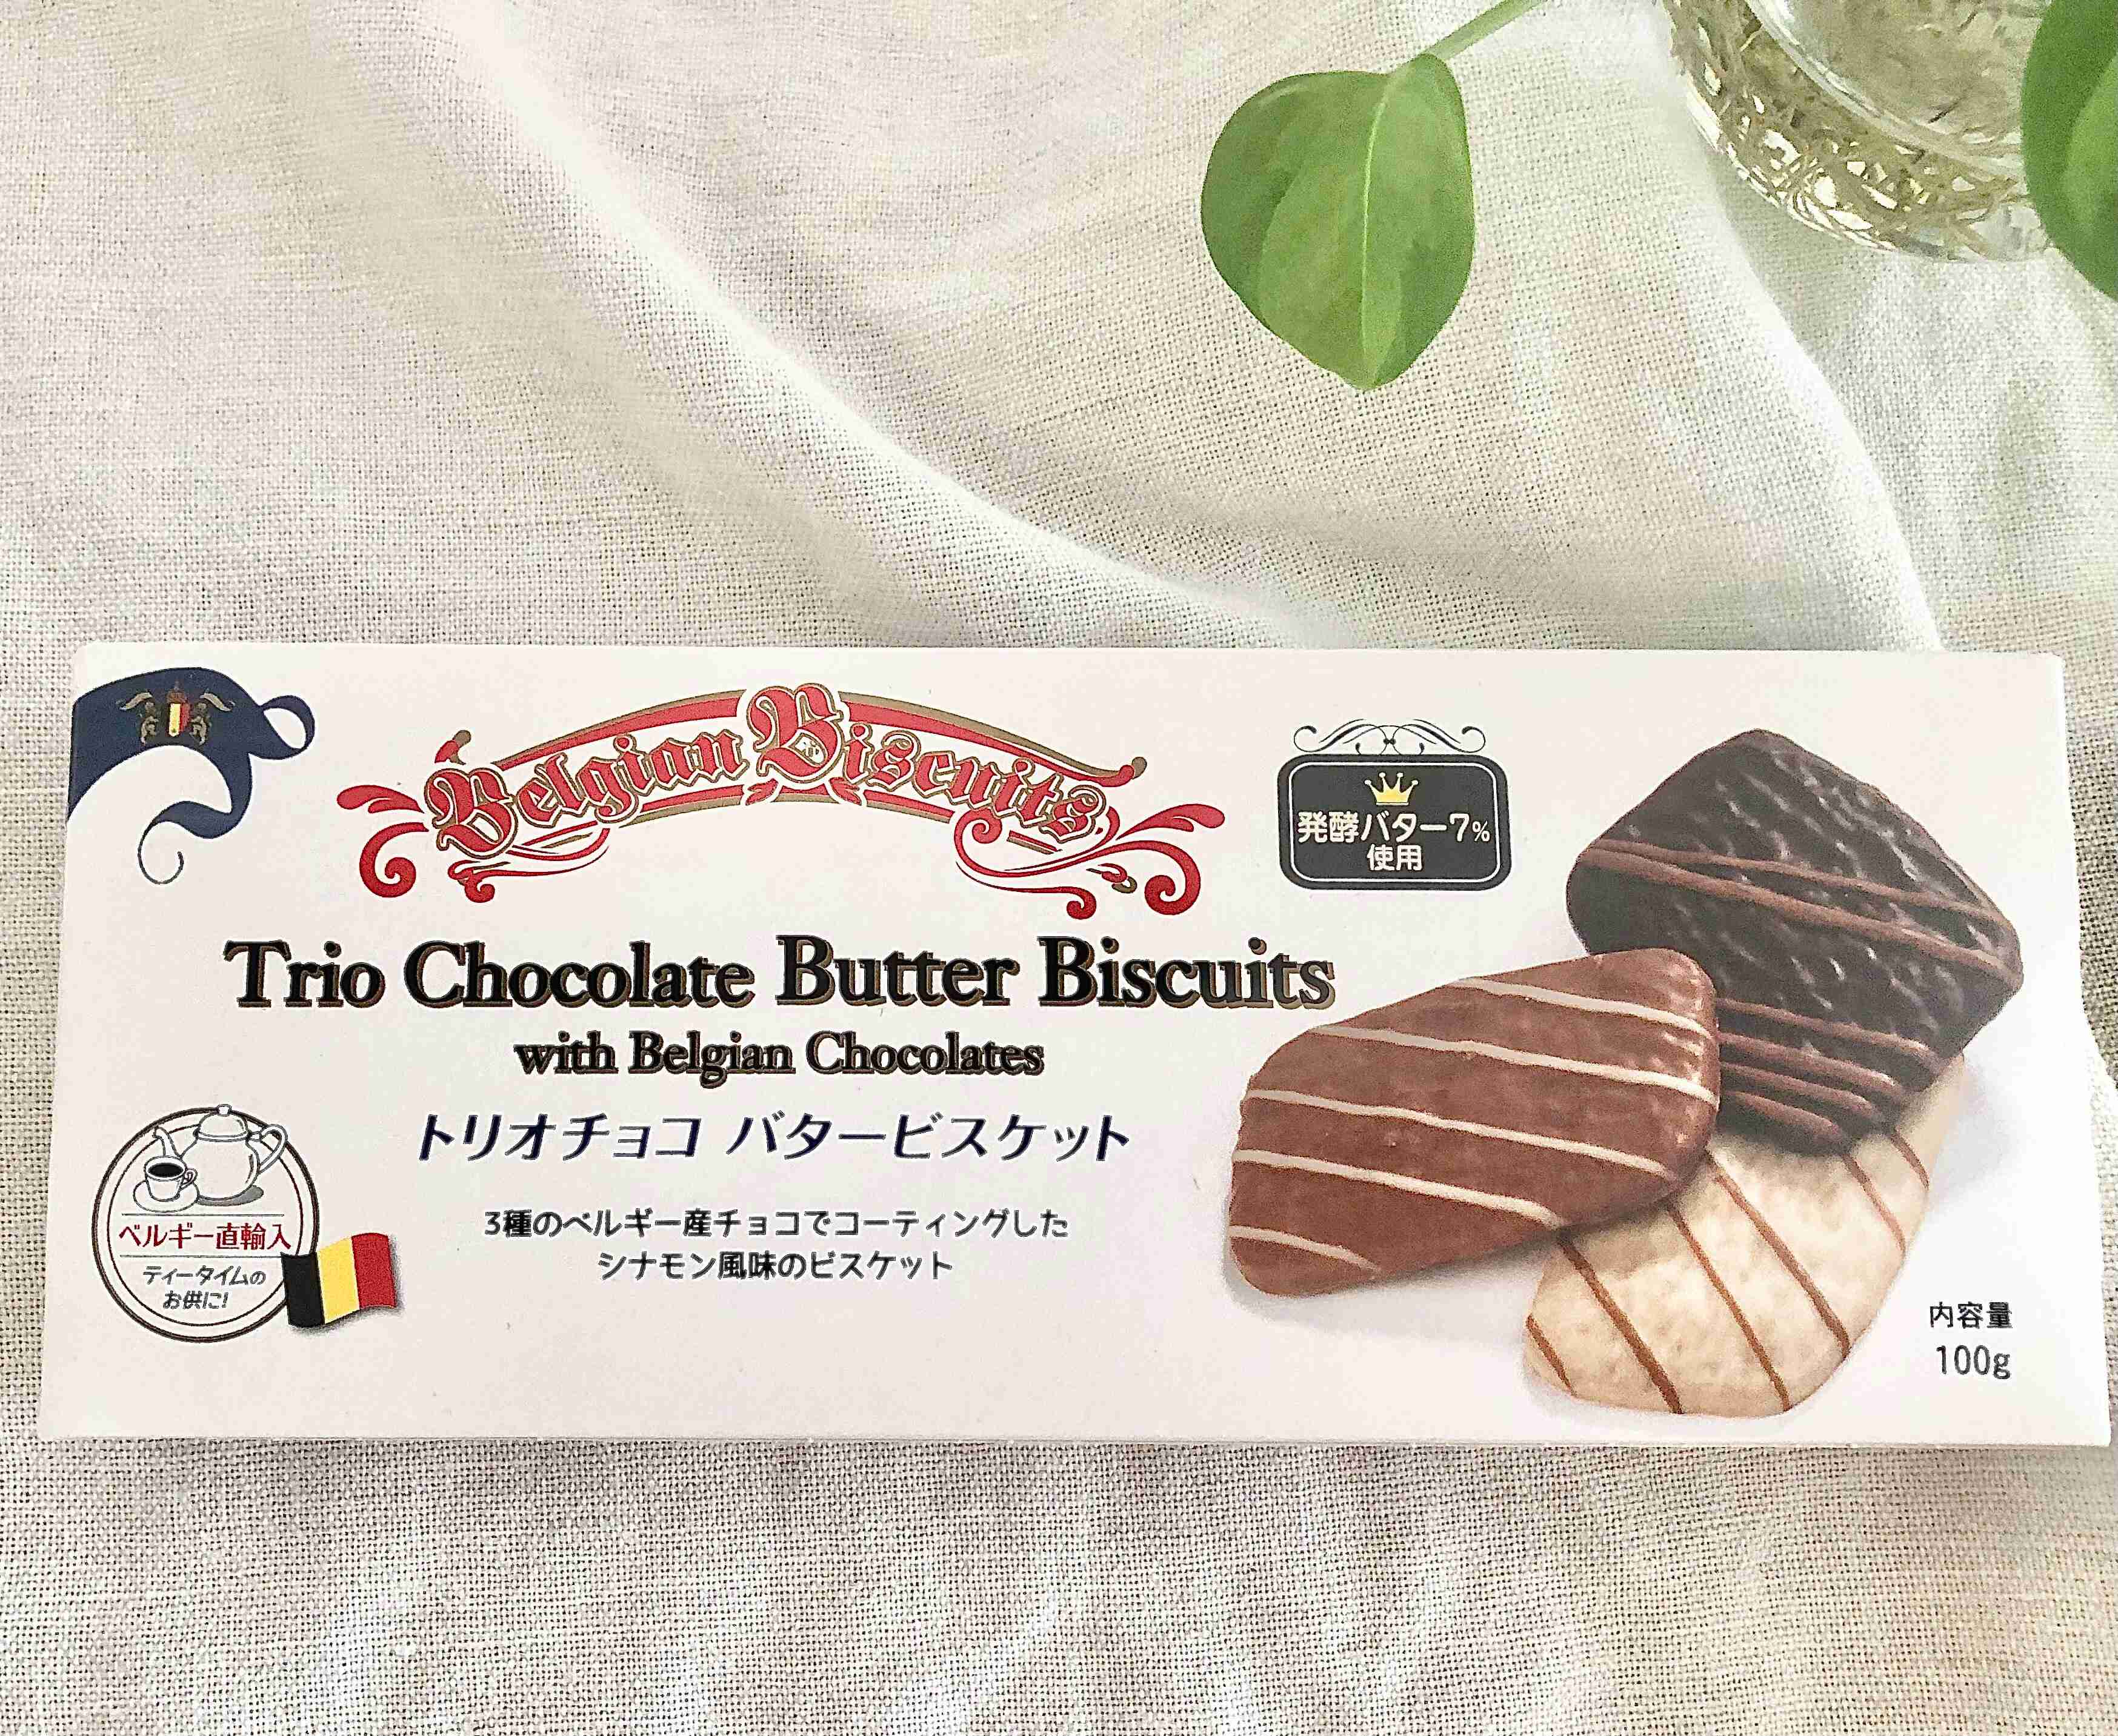 Belgian Biscuits
発酵バター7%
使用
Trio Chocolate Butter Biscuits
with Belgian Chocolates
トリオチョコ バタービスケット
3種のベルギー産チョコでコーティングした
シナモン風味のビスケット
ベルギー直輸入
ティータイムの
お供に!
内容量
100g